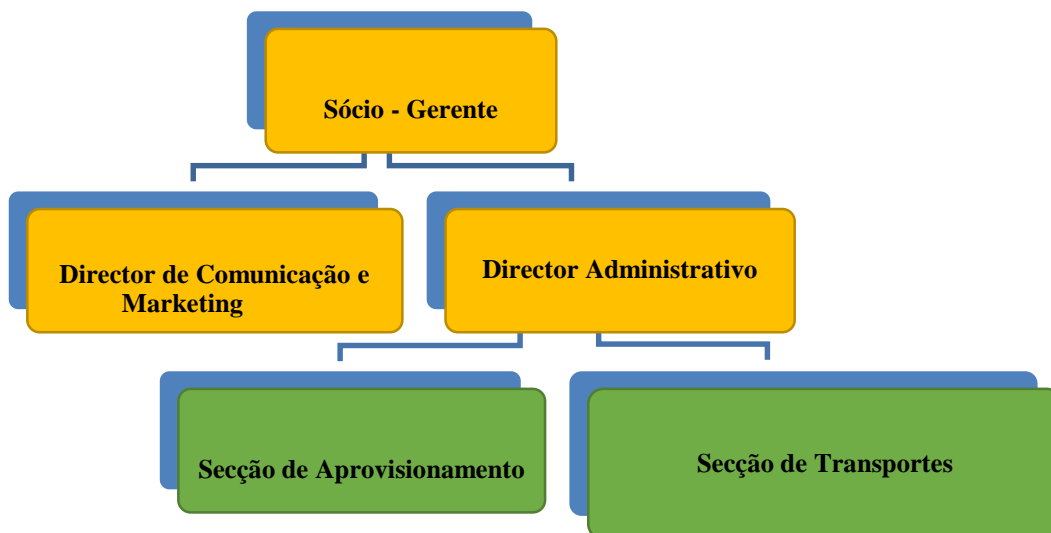 Sócio - Gerente
Director de Comunicação e
Marketing
Director Administrativo
Secção de Aprovisionamento
Secção de Transportes